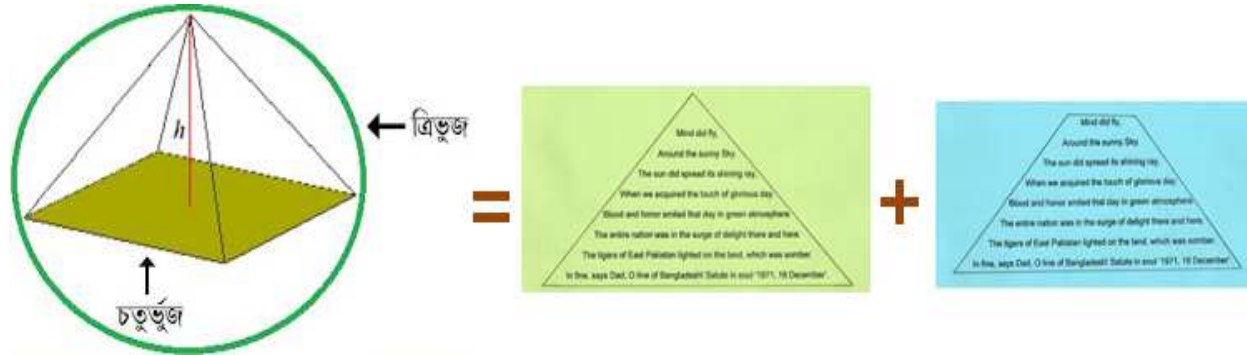 h
ত্রিভুজ
চতুর্ভুজ
=
Mind did fly,
Around the sunny Sky.
The sun did spread its shining ray,
When we acquired the touch of glorious day.
Blood and honor smiled that day in green atmosphere
The entire nation was in the surge of delight there and here.
The tigers of East Pakistan fighted on the land, which was somber.
In fine, says Dad, O line of Bangladesh! Salute in soul '1971, 16 December'.
+
Mind did fly,
Around the sunny Sky.
The sun did spread its shining ray,
When we acquired the touch of glorious day.
Blood and honor smiled that day in green atmosphere
The entire nation was in the surge of delight there and here.
The tigers of East Pakistan fighted on the land, which was somber.
In fine, says Dad, O line of Bangladesh! Salute in soul '1971, 16 December'.